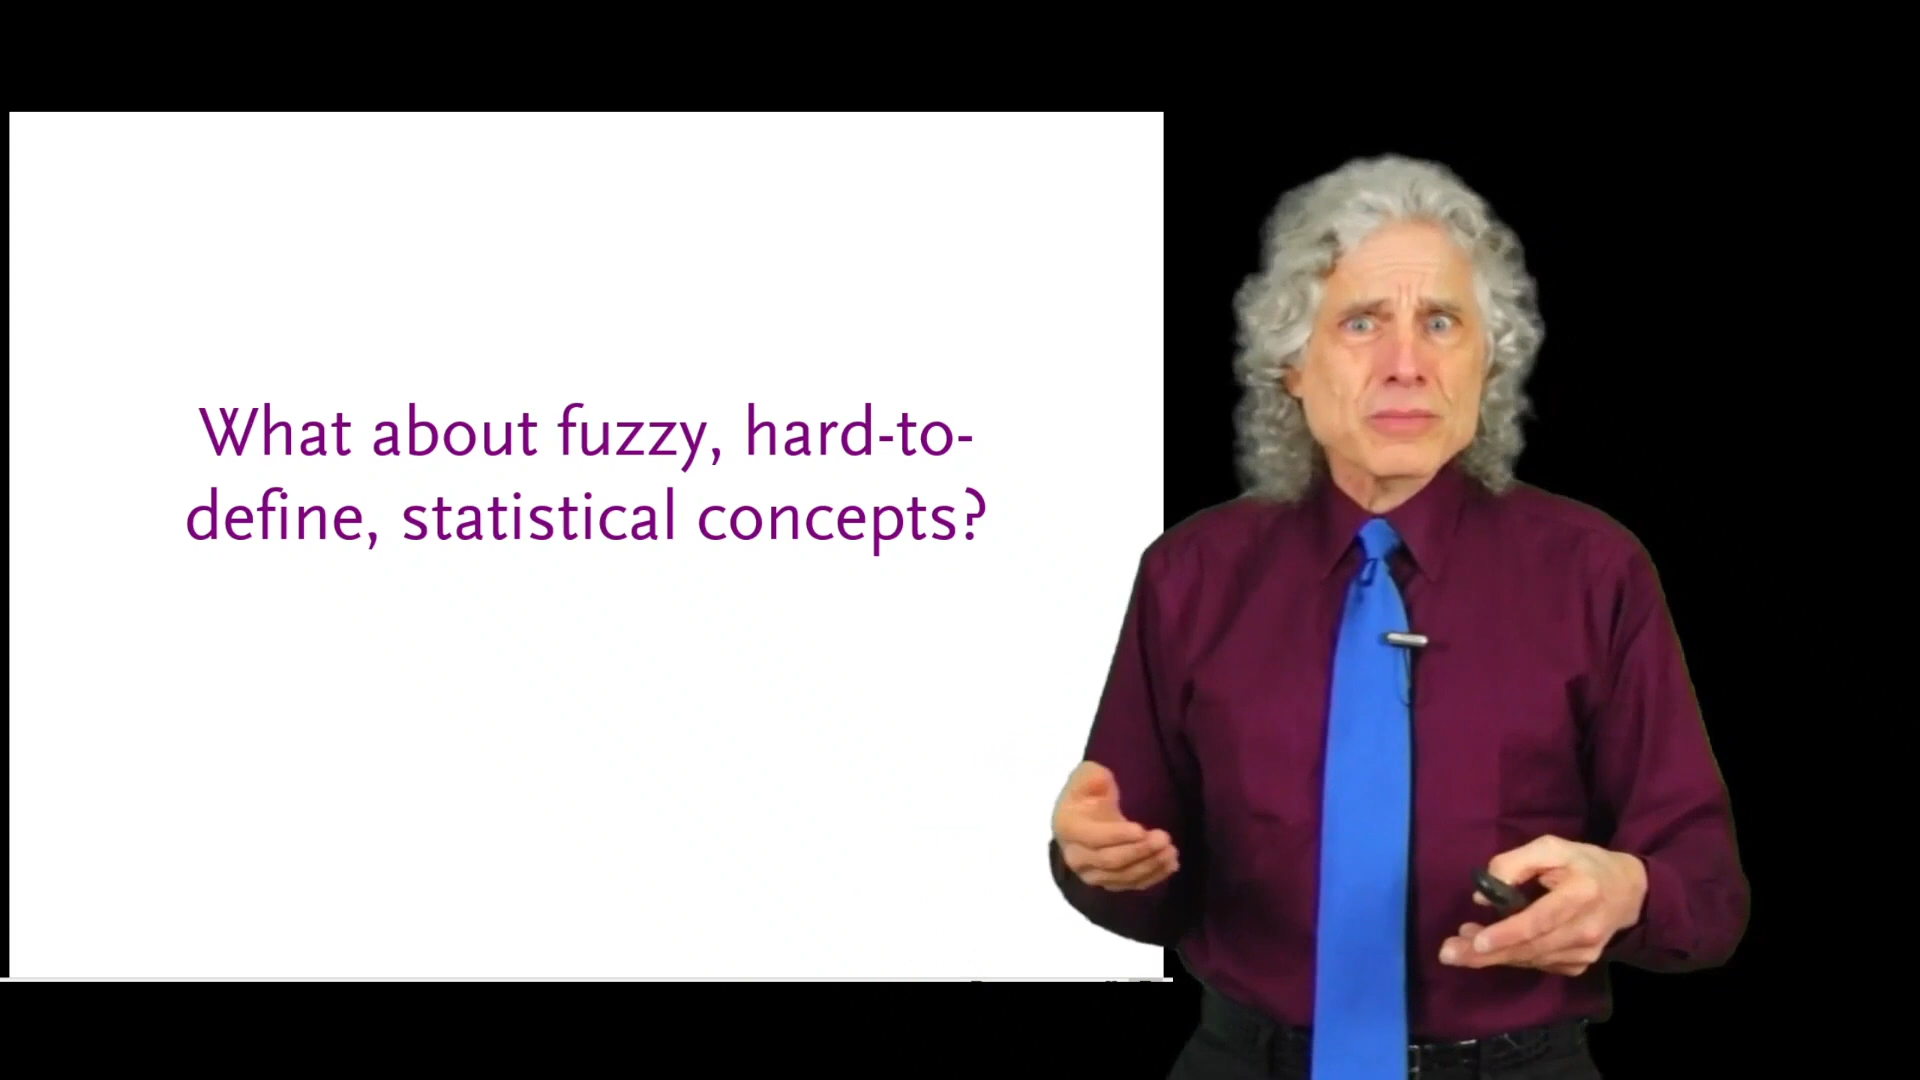 What about fuzzy, hard-to-
define, statistical concepts?